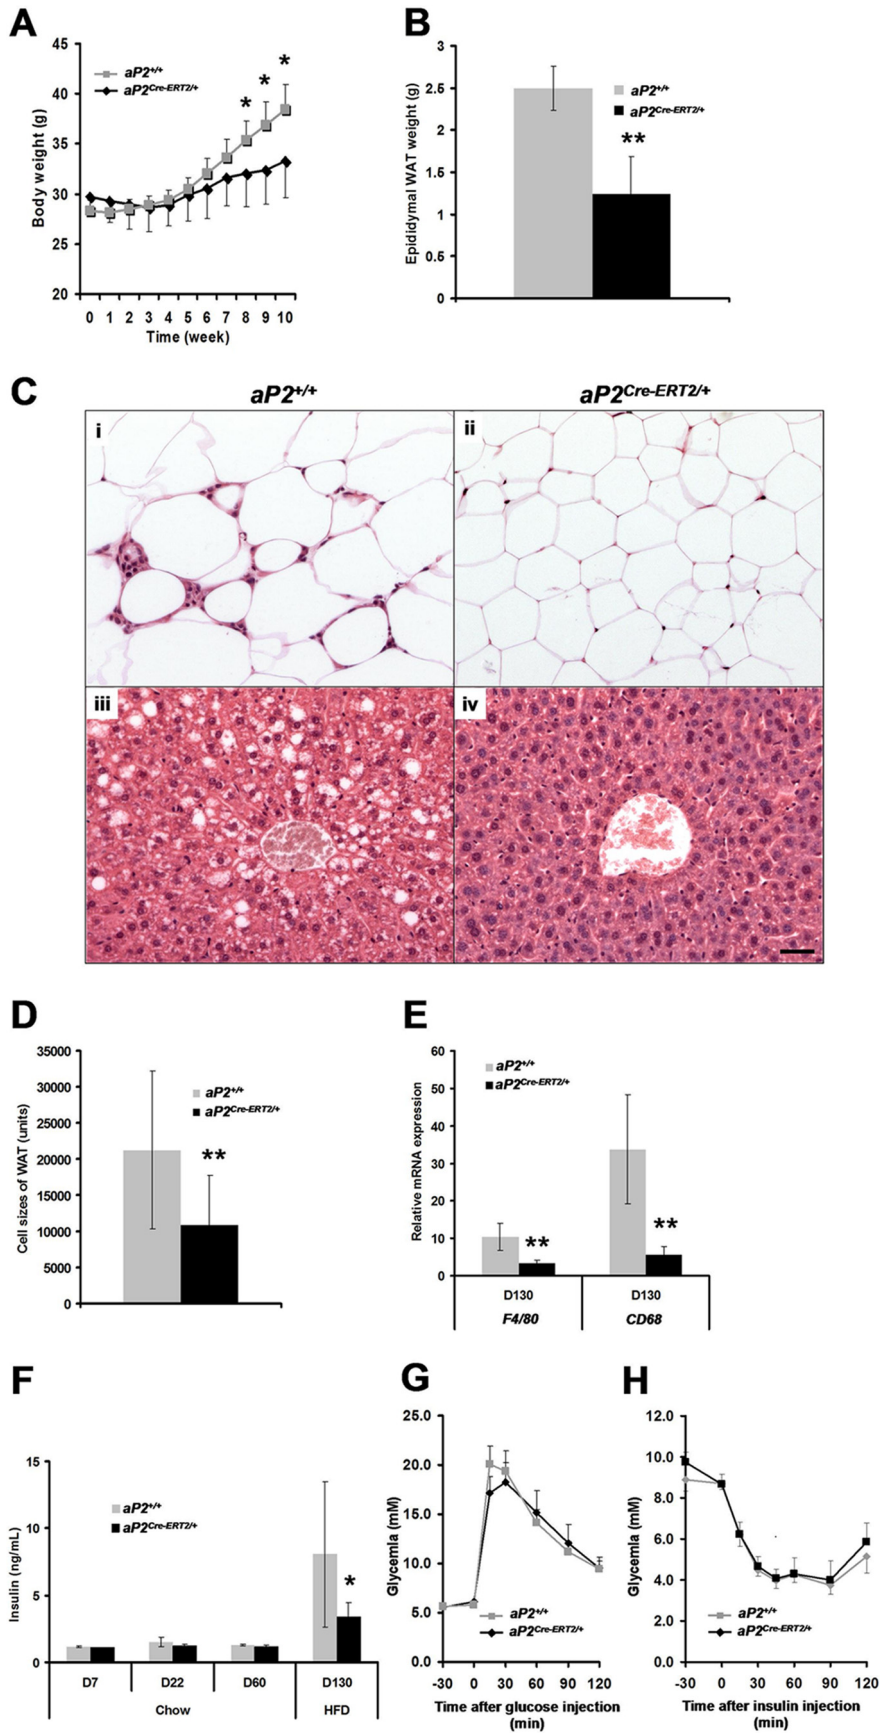 A
45
40
35
30
25
20
Body weight (g)
aP2+/+
aP2Cre-ERT2/+
* * *
0 1 2 3 4 5 6 7 8 9 10
Time (week)
B
3
2.5
2
1.5
1
0.5
0
Epididymal WAT weight (g)
aP2+/+
aP2Cre-ERT2/+
**
C
aP2+/+ aP2Cre-ERT2/+
i ii
iii iv
D
35000
30000
25000
20000
15000
10000
5000
0
Cell sizes of WAT (units)
aP2+/+
aP2Cre-ERT2/+
**
E
60
50
40
30
20
10
0
Relative mRNA expression
aP2+/+
aP2Cre-ERT2/+
** **
D130 D130
F4/80 CD68
F
15
10
5
0
Insulin (ng/mL)
aP2+/+
aP2Cre-ERT2/+
*
D7 D22 D60 D130
Chow HFD
G
25.0
20.0
15.0
10.0
5.0
0.0
Glycemia (mM)
aP2+/+
aP2Cre-ERT2/+
-30 0 30 60 90 120
Time after glucose injection
(min)
H
12.0
10.0
8.0
6.0
4.0
2.0
0.0
Glycemia (mM)
aP2+/+
aP2Cre-ERT2/+
-30 0 30 60 90 120
Time after insulin injection
(min)